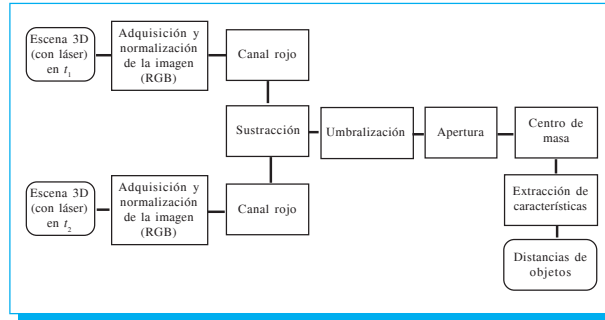 Escena 3D
(con láser)
en t1
Adquisición y
normalización
de la imagen
(RGB)
Canal rojo
Sustracción
Umbralización
Apertura
Centro de
masa
Escena 3D
(con láser)
en t2
Adquisición y
normalización
de la imagen
(RGB)
Canal rojo
Extracción de
características
Distancias de
objetos